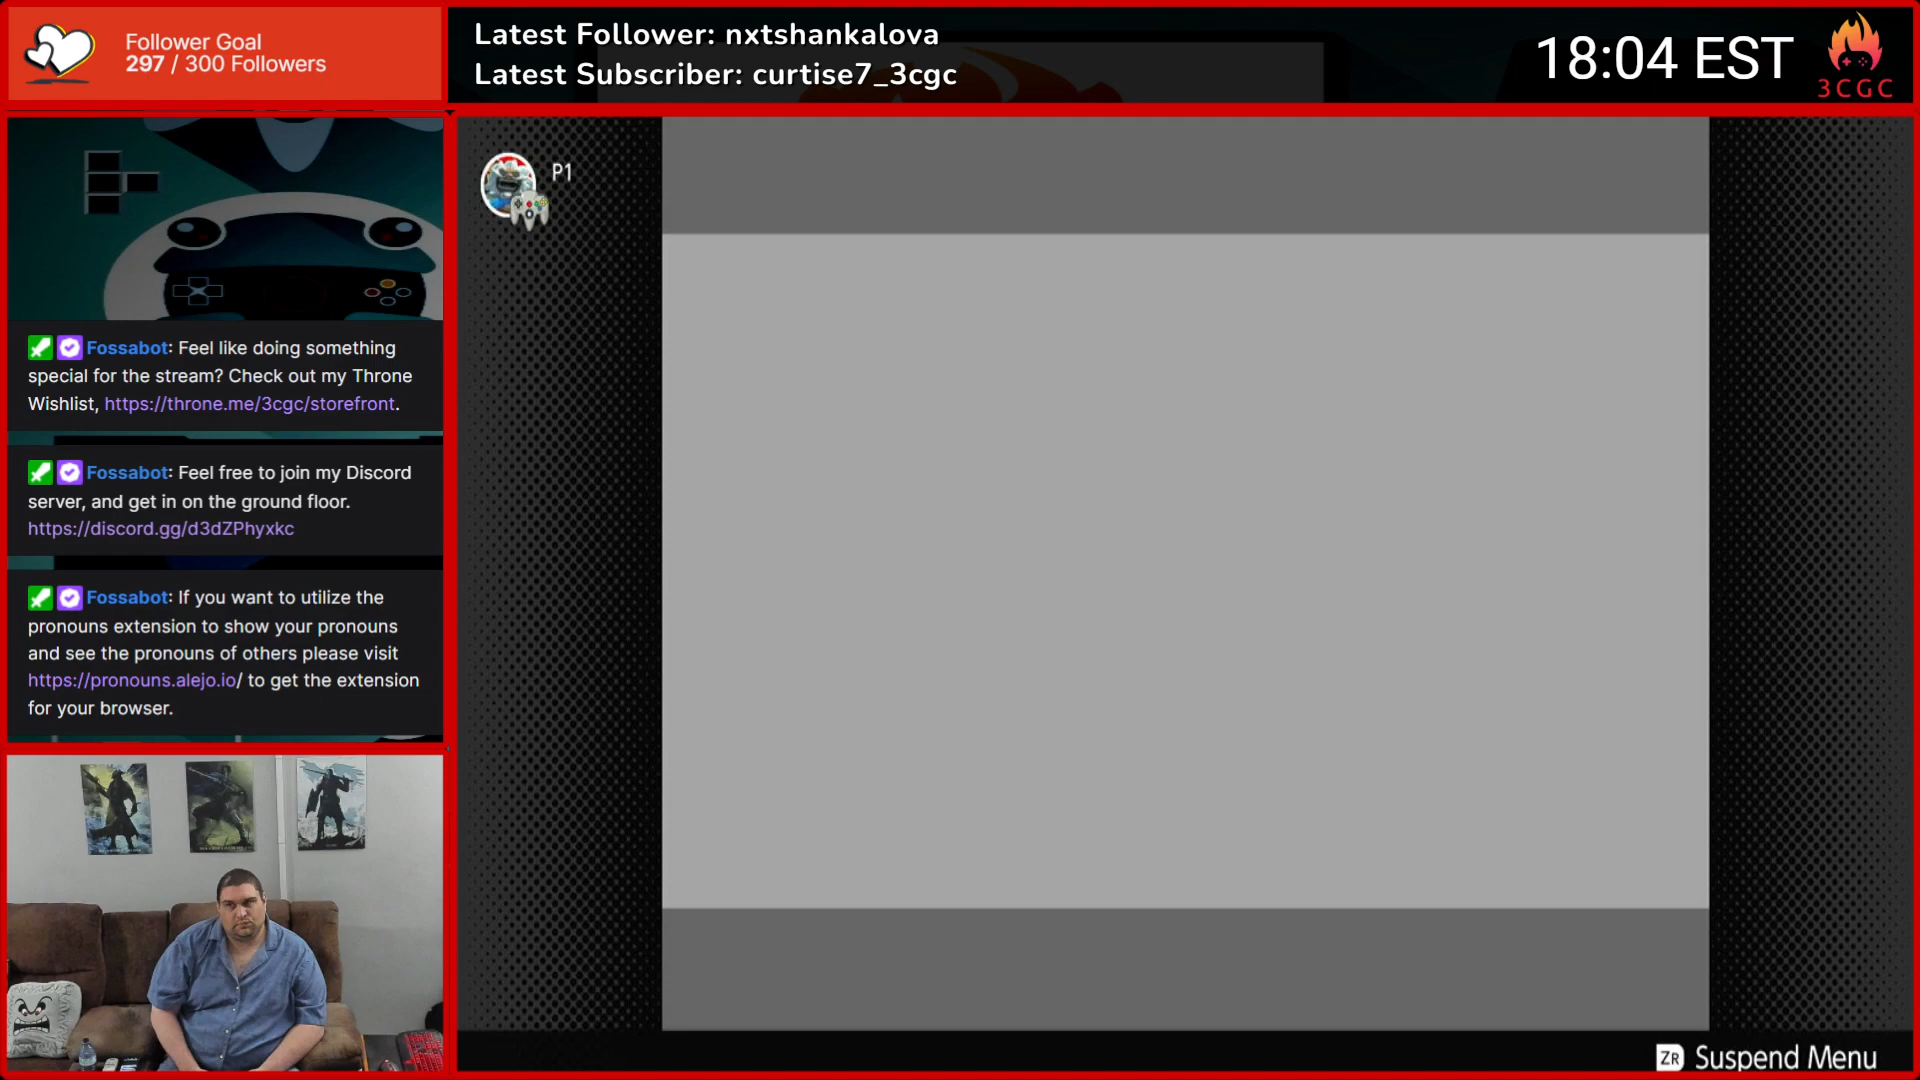 Follower Goal
297 / 300 Followers
Latest Follower: nxtshankalova
Latest Subscriber: curtise7_3cgc
18:04 EST
3CGC
P1
Fossabot: Feel like doing something
special for the stream? Check out my Throne
Wishlist, https://throne.me/3cgc/storefront.
Fossabot: Feel free to join my Discord
server, and get in on the ground floor.
https://discord.gg/d3dZPhyxkc
Fossabot: If you want to utilize the
pronouns extension to show your pronouns
and see the pronouns of others please visit
https://pronouns.alejo.io/ to get the extension
for your browser.
ZR Suspend Menu